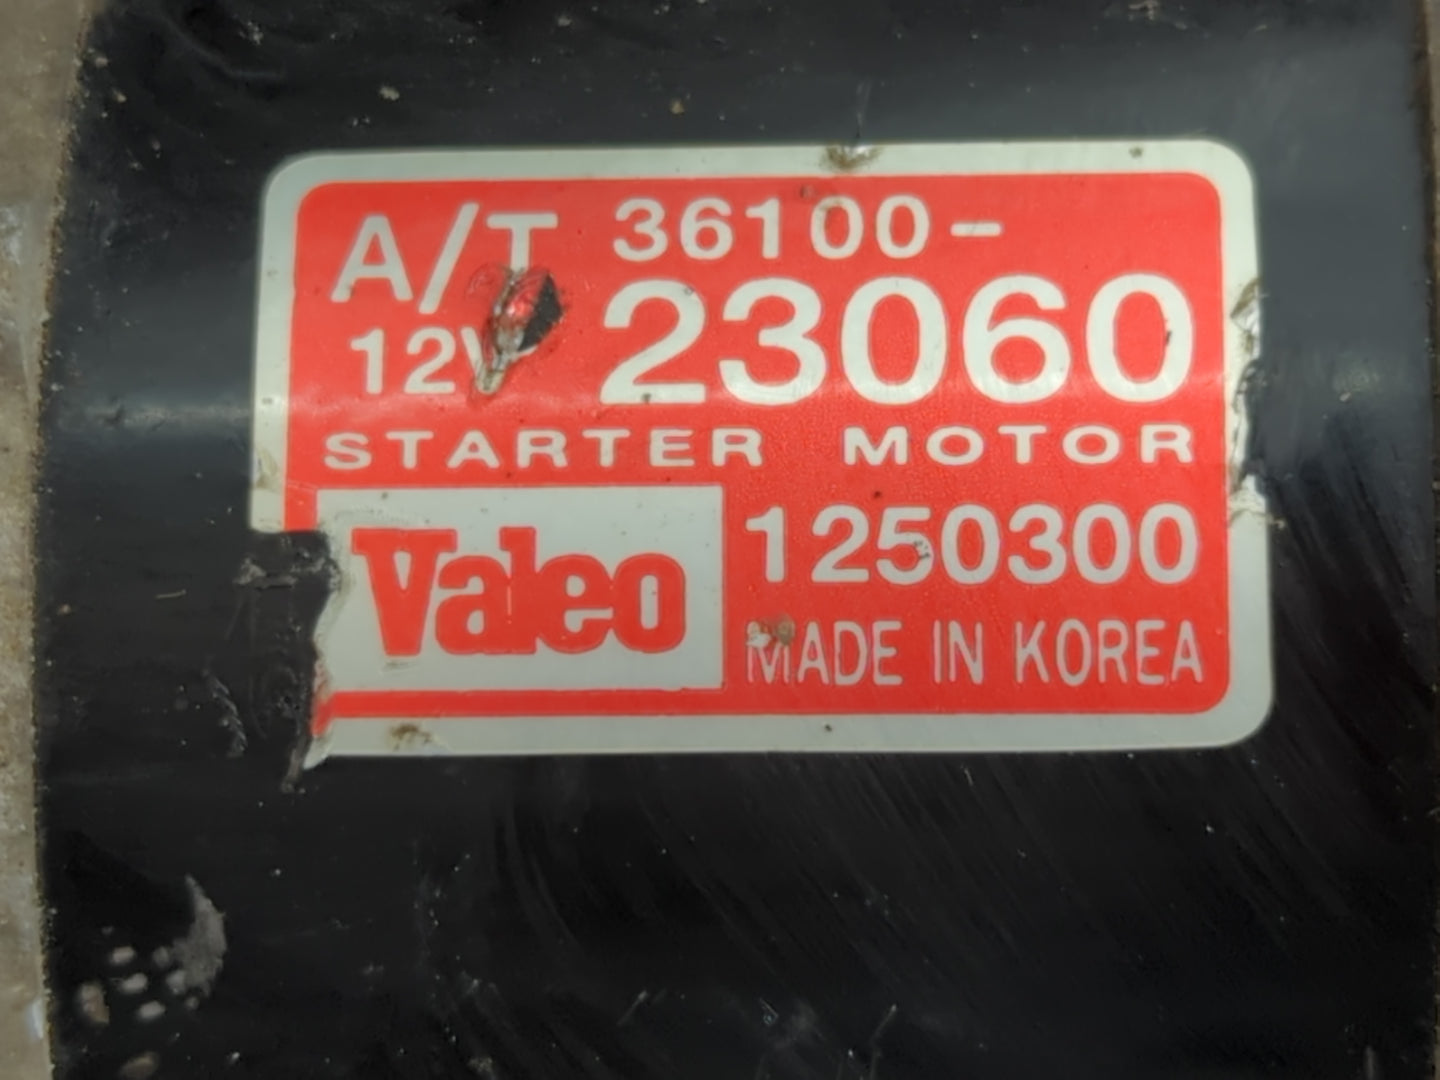 A/T 36100-
12V 23060
STARTER MOTOR
Valeo 1250300
MADE IN KOREA